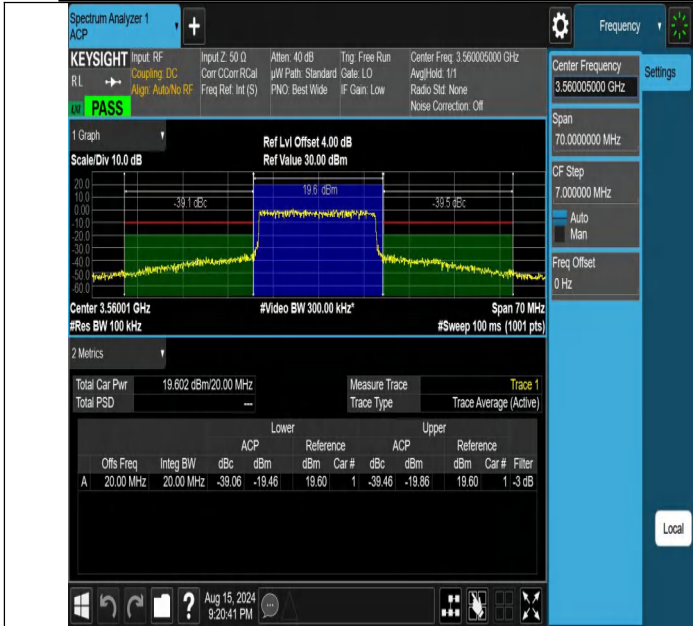 Spectrum Analyzer 1
ACP
Frequency
KEYSIGHT
RL
PASS
Input: RF
Coupling: DC
Align: Auto/No RF
Input Z: 50 Ω
Corr CCorr RCal
Freq Ref: Int (S)
Atten: 40 dB
µW Path: Standard
PNO: Best Wide
Trig: Free Run
Gate: LO
IF Gain: Low
Center Freq: 3.560005000 GHz
Avg|Hold: 1/1
Radio Std: None
Noise Correction: Off
Center Frequency
3.560005000 GHz
Settings
Span
70.0000000 MHz
CF Step
7.000000 MHz
Auto
Man
Freq Offset
0 Hz
1 Graph
Scale/Div 10.0 dB
Ref Lvl Offset 4.00 dB
Ref Value 30.00 dBm
20.0
10.0
0.00
-10.0
-20.0
-30.0
-40.0
-50.0
-60.0
-39.1 dBc
19.6 dBm
-39.5 dBc
Center 3.56001 GHz
#Video BW 300.00 kHz*
Span 70 MHz
#Res BW 100 kHz
#Sweep 100 ms (1001 pts)
2 Metrics
Total Car Pwr 19.602 dBm/20.00 MHz
Total PSD ---
Measure Trace Trace 1
Trace Type Trace Average (Active)
Lower Upper
ACP Reference ACP Reference
Offs Freq Integ BW dBc dBm dBm Car # dBc dBm dBm Car # Filter
A 20.00 MHz 20.00 MHz -39.06 -19.46 19.60 1 -39.46 -19.86 19.60 1 -3 dB
Local
Aug 15, 2024
9:20:41 PM